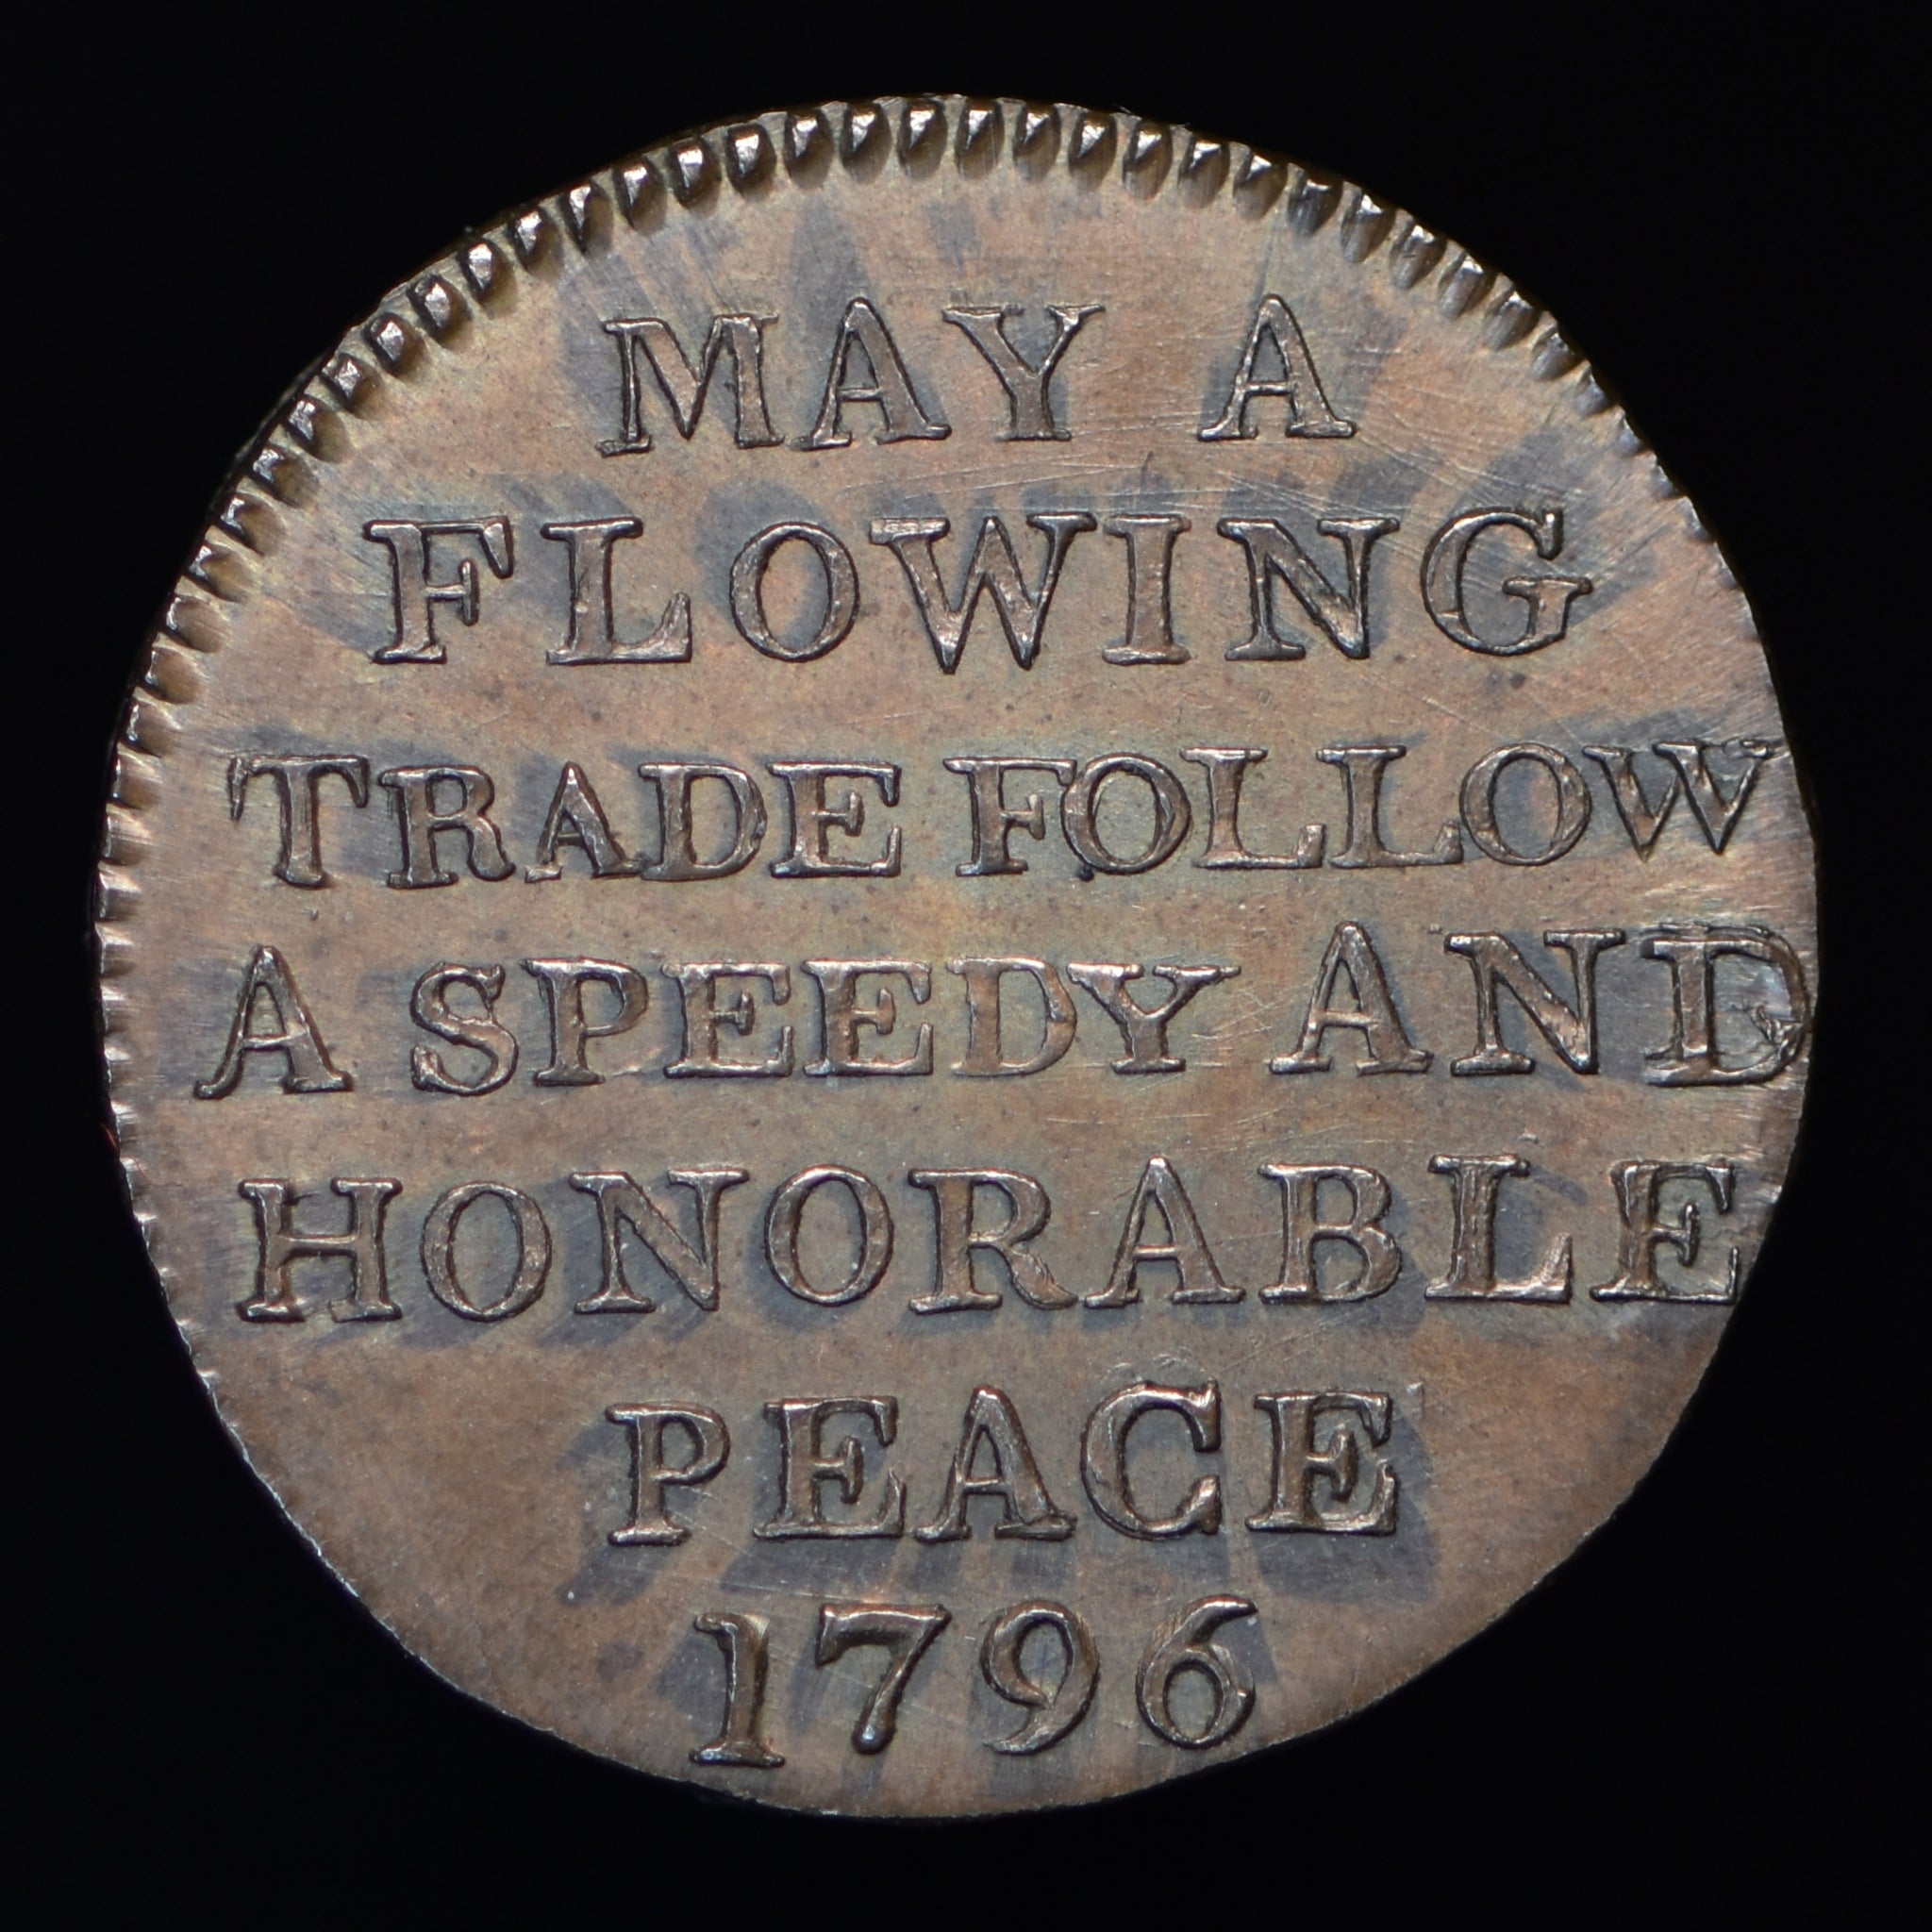 MAY A
FLOWING
TRADE FOLLOW
A SPEEDY AND
HONORABLE
PEACE
1796